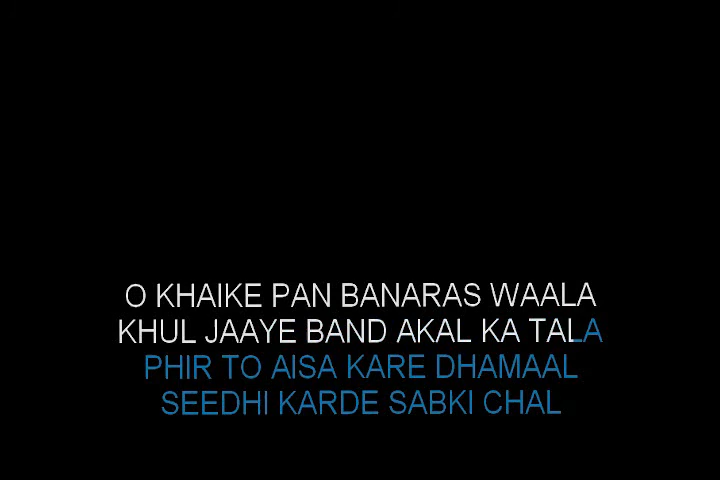 O KHAIKE PAN BANARAS WAALA
KHUL JAAYE BAND AKAL KA TALA
PHIR TO AISA KARE DHAMAAL
SEEDHI KARDE SABKI CHAL